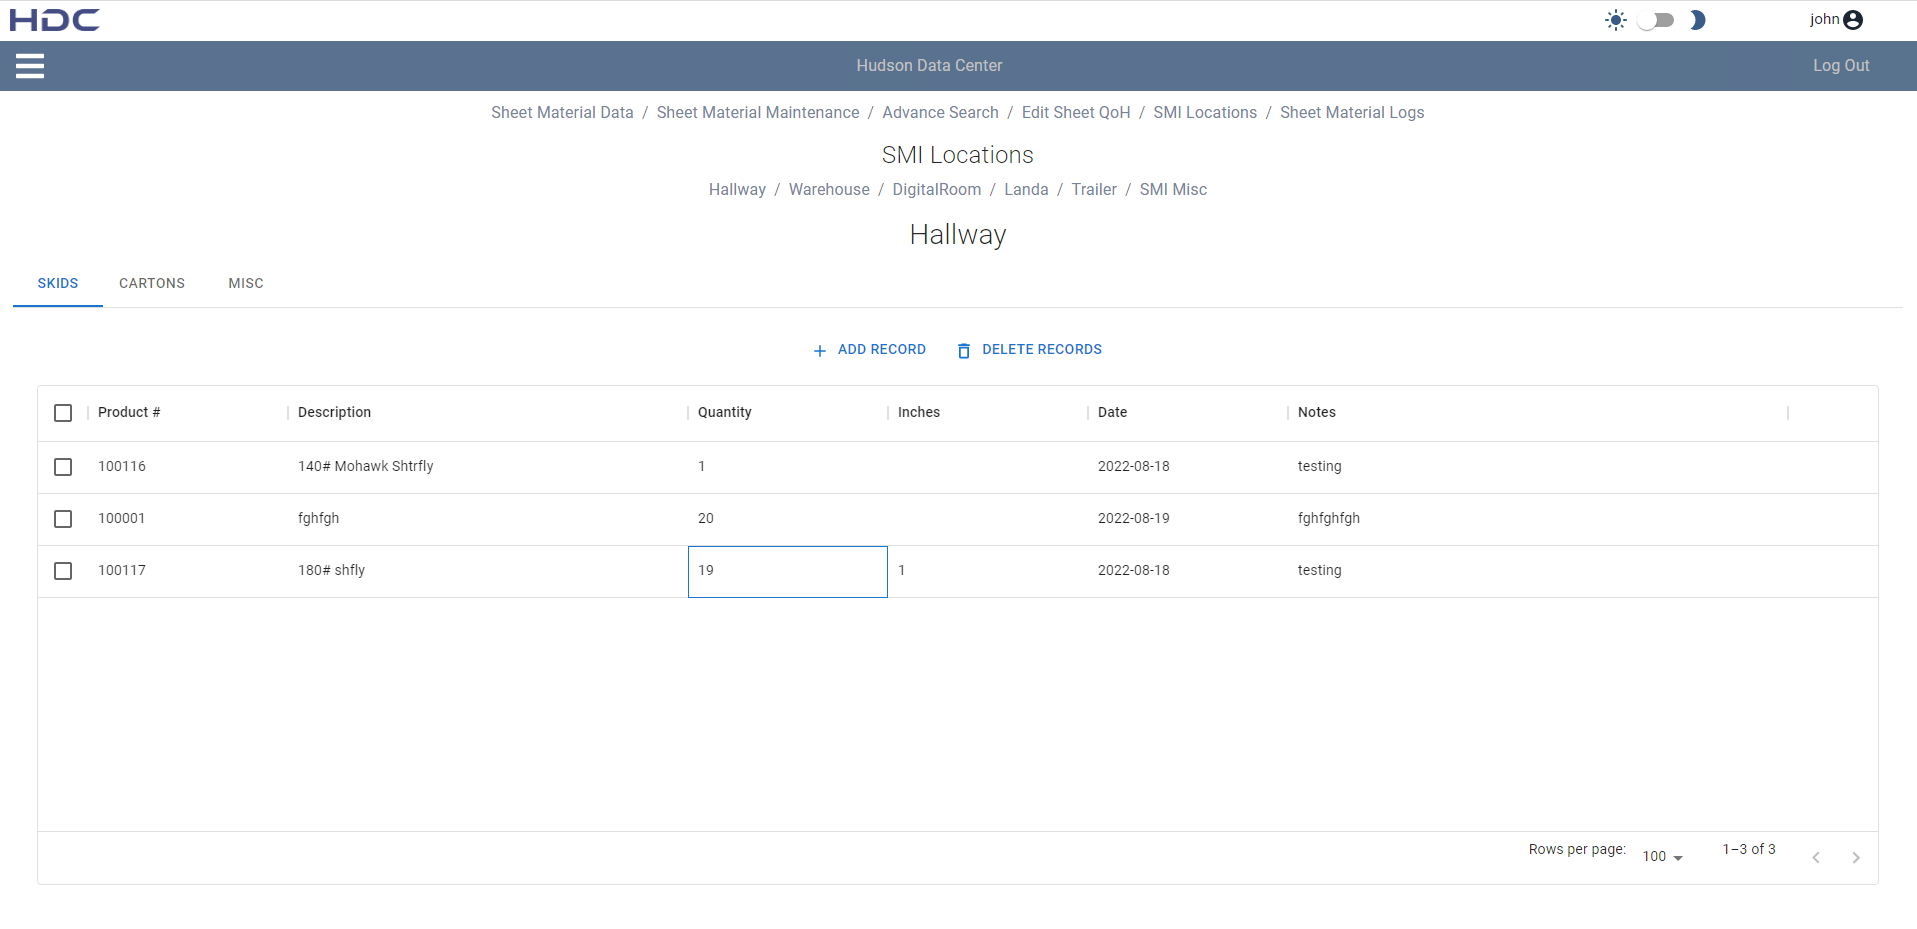 HDC
john
Hudson Data Center
Log Out
Sheet Material Data / Sheet Material Maintenance / Advance Search / Edit Sheet QoH / SMI Locations / Sheet Material Logs
SMI Locations
Hallway / Warehouse / DigitalRoom / Landa / Trailer / SMI Misc
Hallway
SKIDS CARTONS MISC
ADD RECORD DELETE RECORDS
Product # Description Quantity Inches Date Notes
100116 140# Mohawk Shtrfly 1 2022-08-18 testing
100001 fghfgh 20 2022-08-19 fghfghfgh
100117 180# shfly 19 1 2022-08-18 testing
Rows per page: 100 1–3 of 3